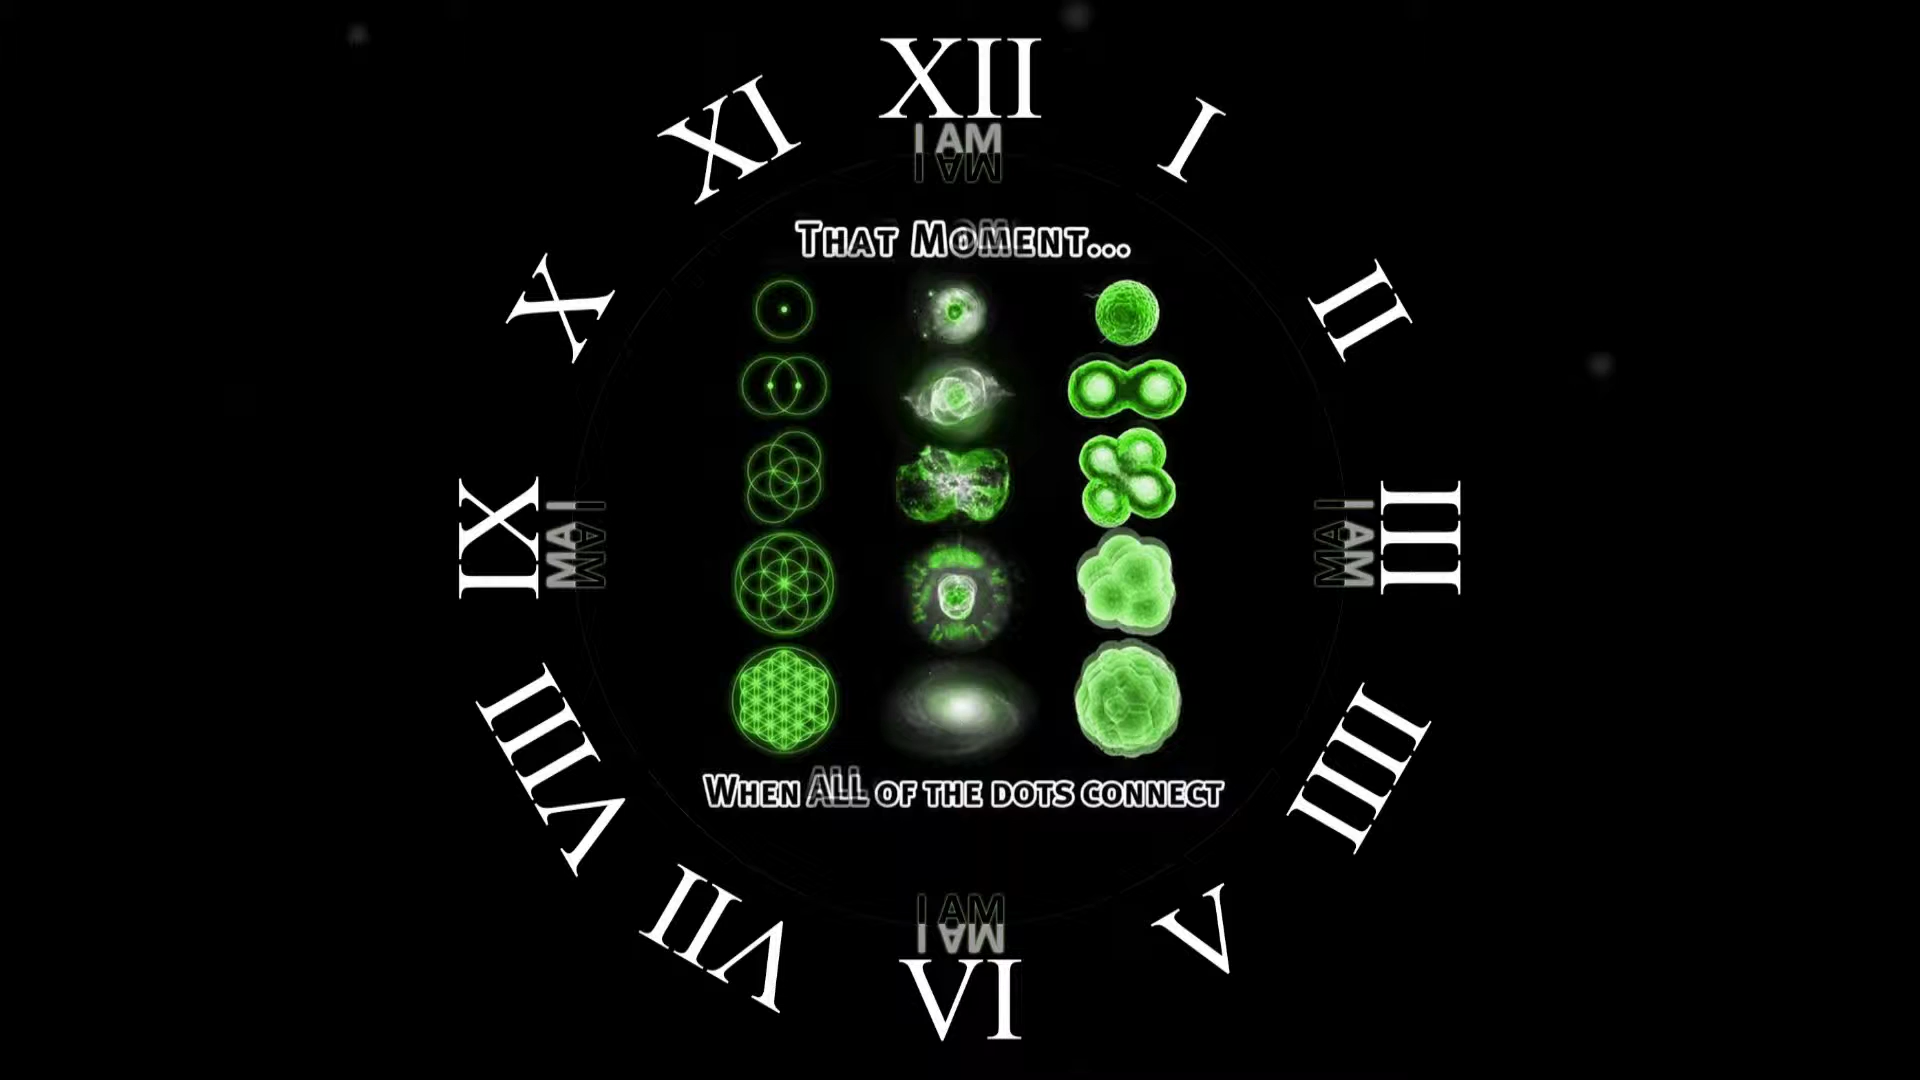 XII
I
II
III
IIII
V
VI
VII
VIII
IX
X
XI
I AM
I AM
I AM
I AM
I AM
I AM
I AM
I AM
THAT MOMENT...
WHEN ALL OF THE DOTS CONNECT